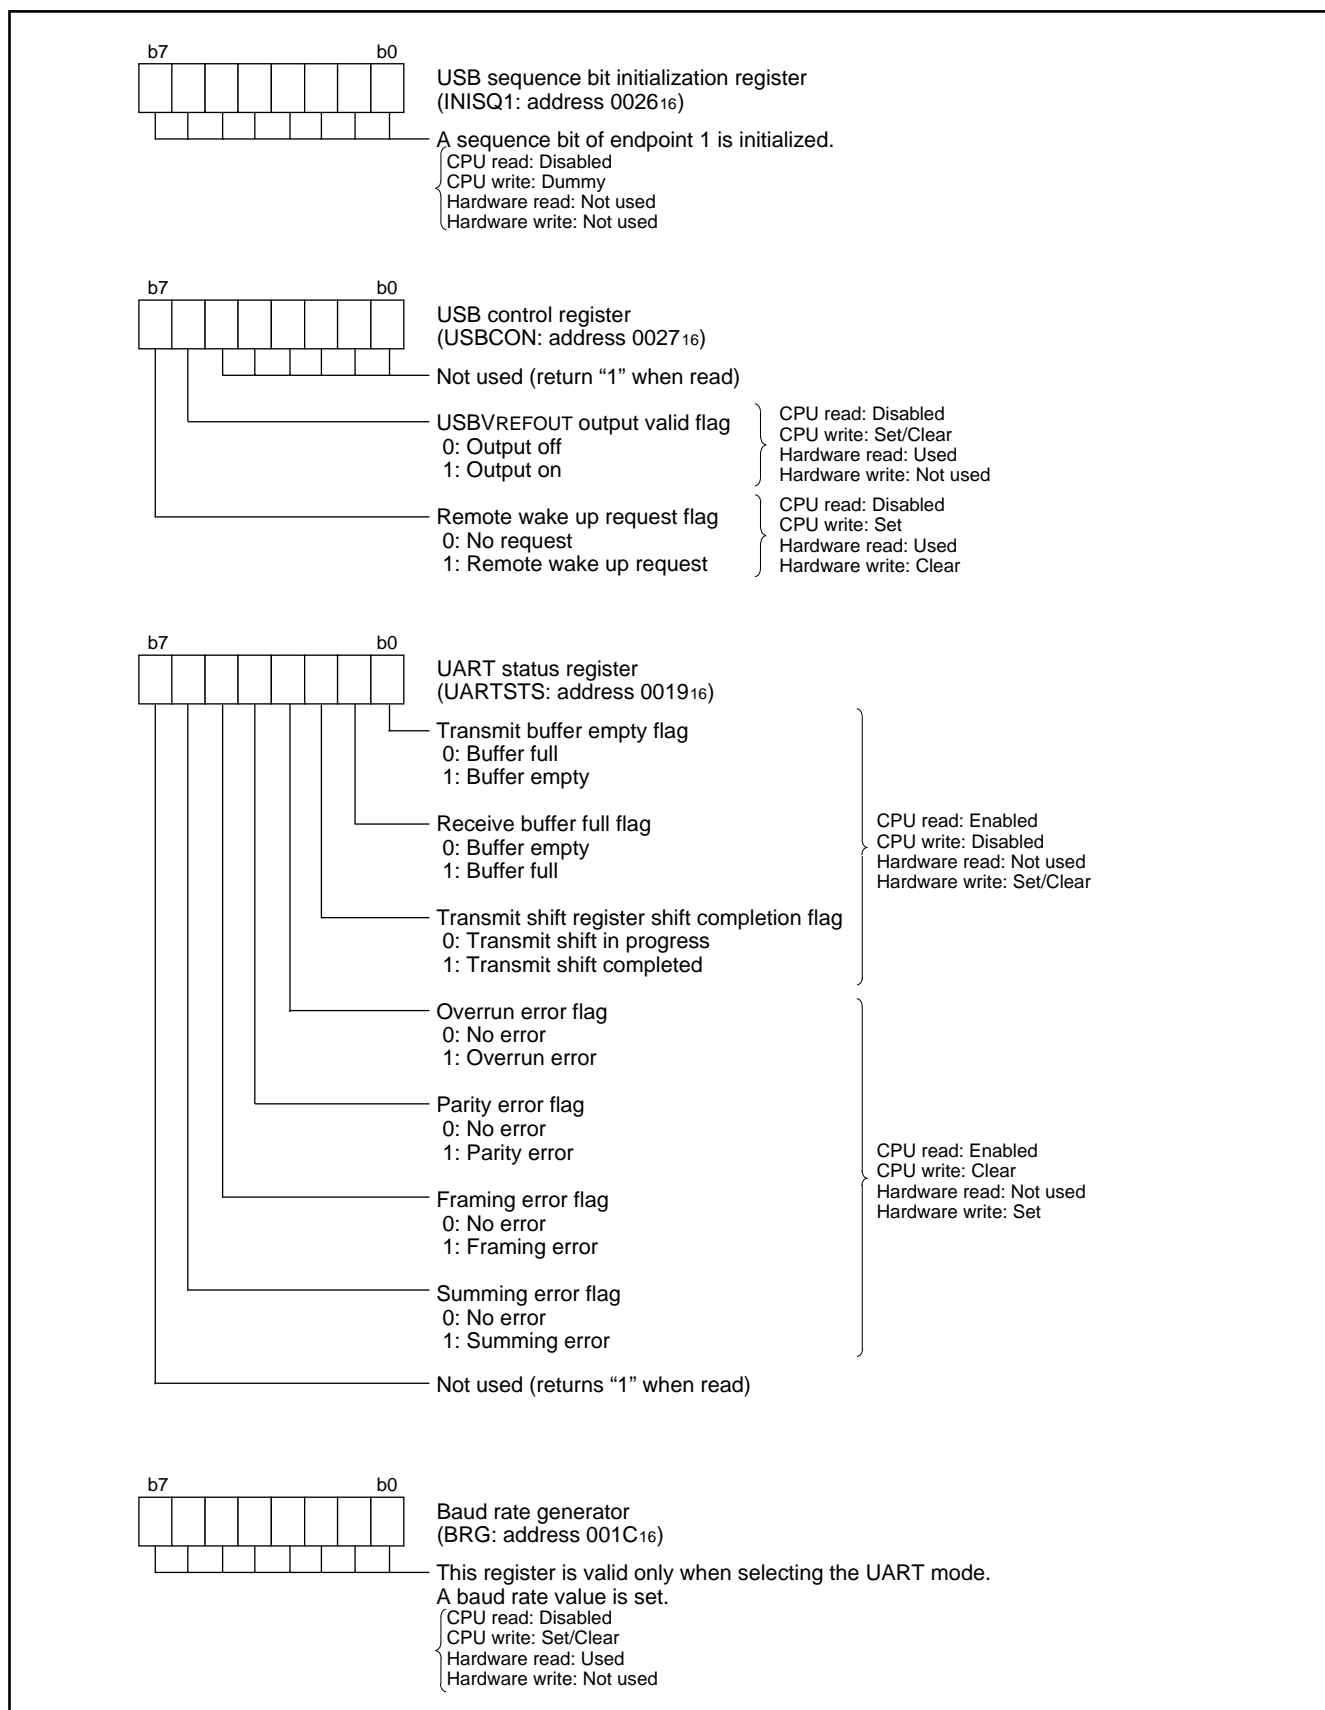 b7 b0
USB sequence bit initialization register
(INISQ1: address 002616)
A sequence bit of endpoint 1 is initialized.
CPU read: Disabled
CPU write: Dummy
Hardware read: Not used
Hardware write: Not used
b7 b0
USB control register
(USBCON: address 002716)
Not used (return “1” when read)
USBVREFOUT output valid flag
0: Output off
1: Output on
CPU read: Disabled
CPU write: Set/Clear
Hardware read: Used
Hardware write: Not used
Remote wake up request flag
0: No request
1: Remote wake up request
CPU read: Disabled
CPU write: Set
Hardware read: Used
Hardware write: Clear
b7 b0
UART status register
(UARTSTS: address 001916)
Transmit buffer empty flag
0: Buffer full
1: Buffer empty
Receive buffer full flag
0: Buffer empty
1: Buffer full
Transmit shift register shift completion flag
0: Transmit shift in progress
1: Transmit shift completed
CPU read: Enabled
CPU write: Disabled
Hardware read: Not used
Hardware write: Set/Clear
Overrun error flag
0: No error
1: Overrun error
Parity error flag
0: No error
1: Parity error
Framing error flag
0: No error
1: Framing error
Summing error flag
0: No error
1: Summing error
CPU read: Enabled
CPU write: Clear
Hardware read: Not used
Hardware write: Set
Not used (returns “1” when read)
b7 b0
Baud rate generator
(BRG: address 001C16)
This register is valid only when selecting the UART mode.
A baud rate value is set.
CPU read: Disabled
CPU write: Set/Clear
Hardware read: Used
Hardware write: Not used